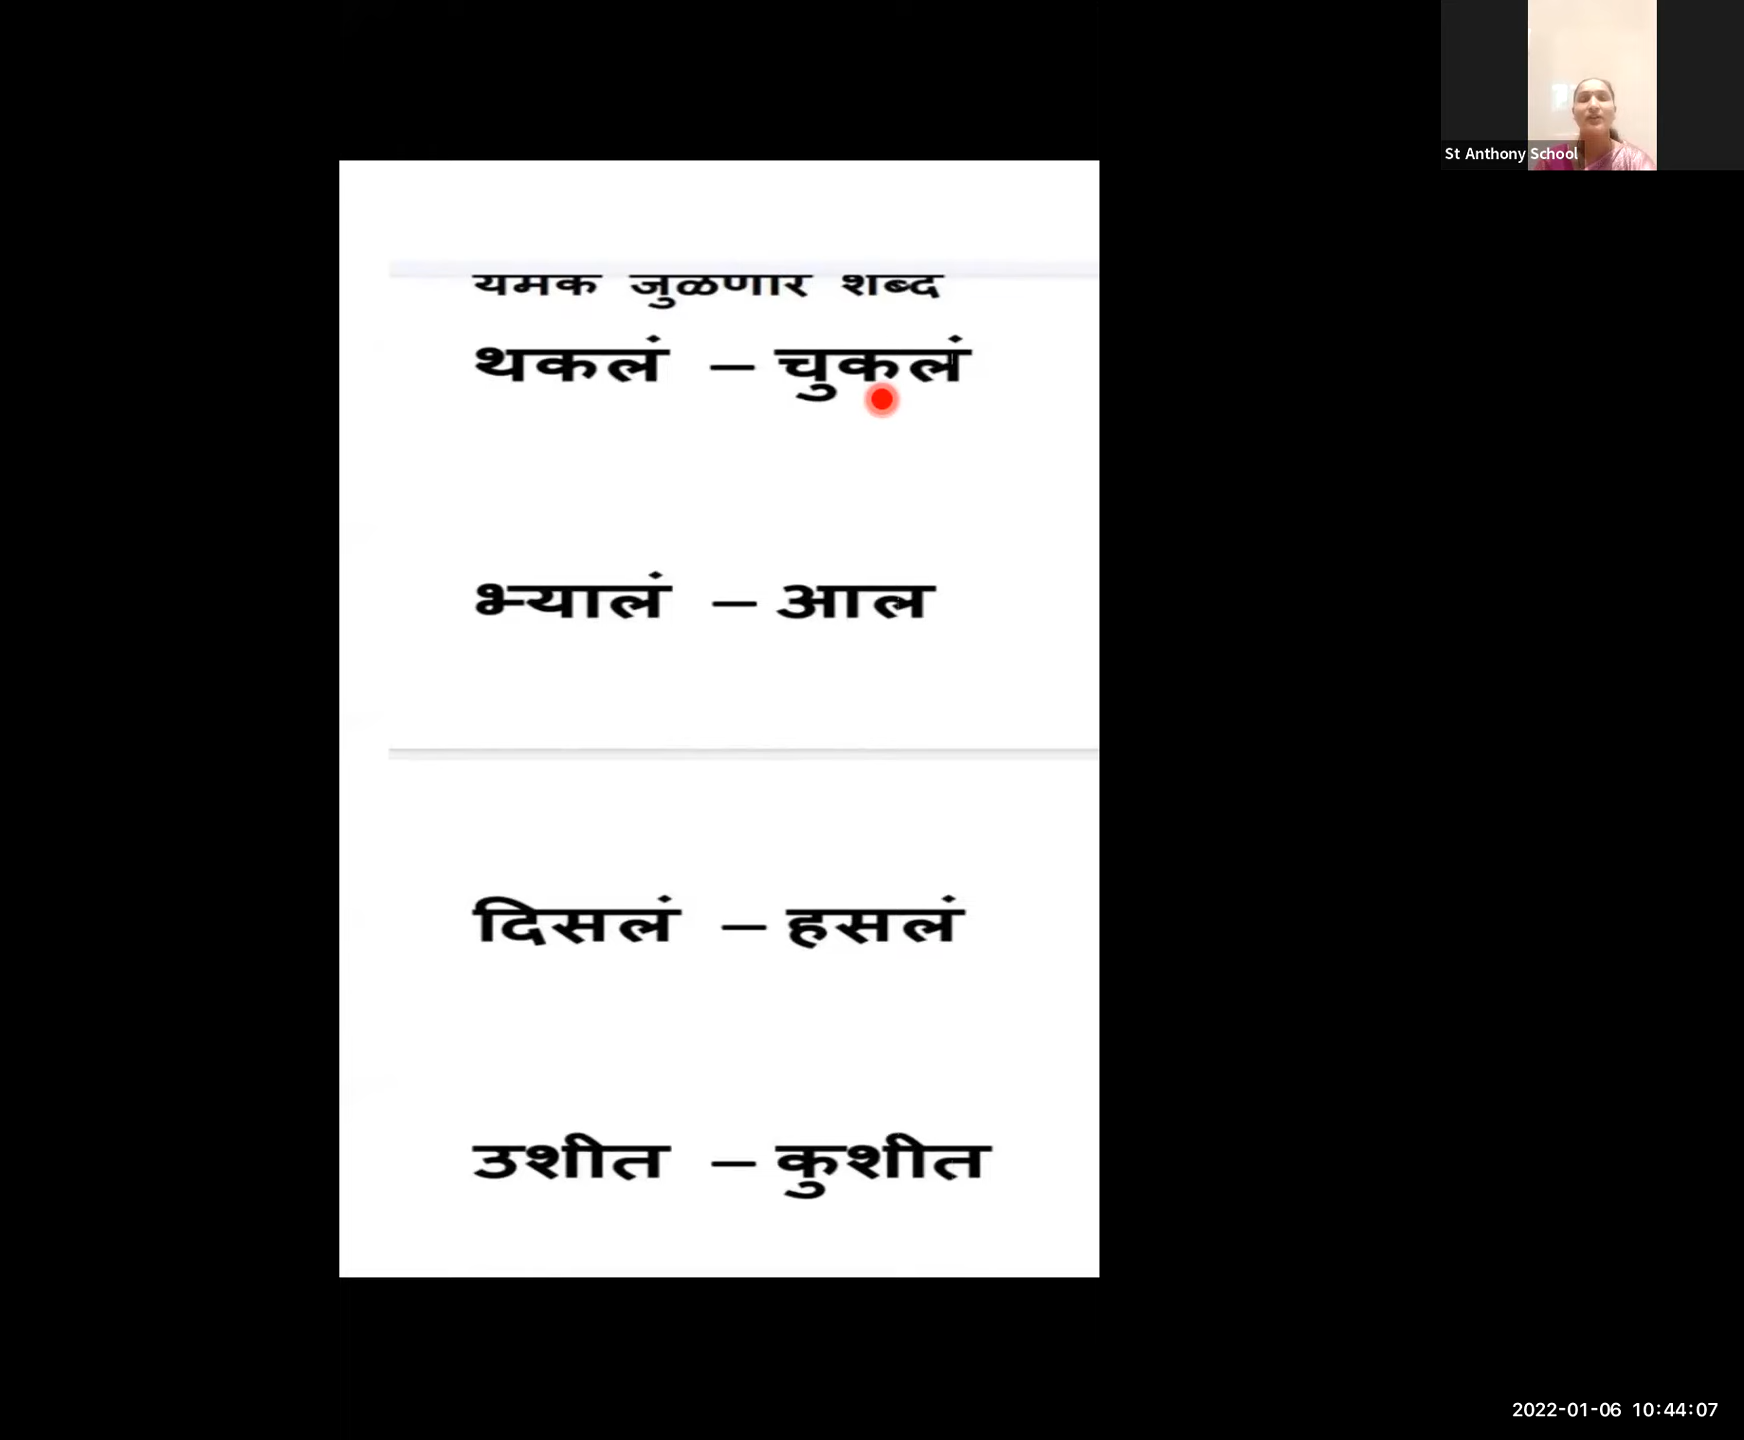 St Anthony School
यमक जुळणार शब्द
थकलं – चुकलं
भ्यालं – आल
दिसलं – हसलं
उशीत – कुशीत
2022-01-06 10:44:07